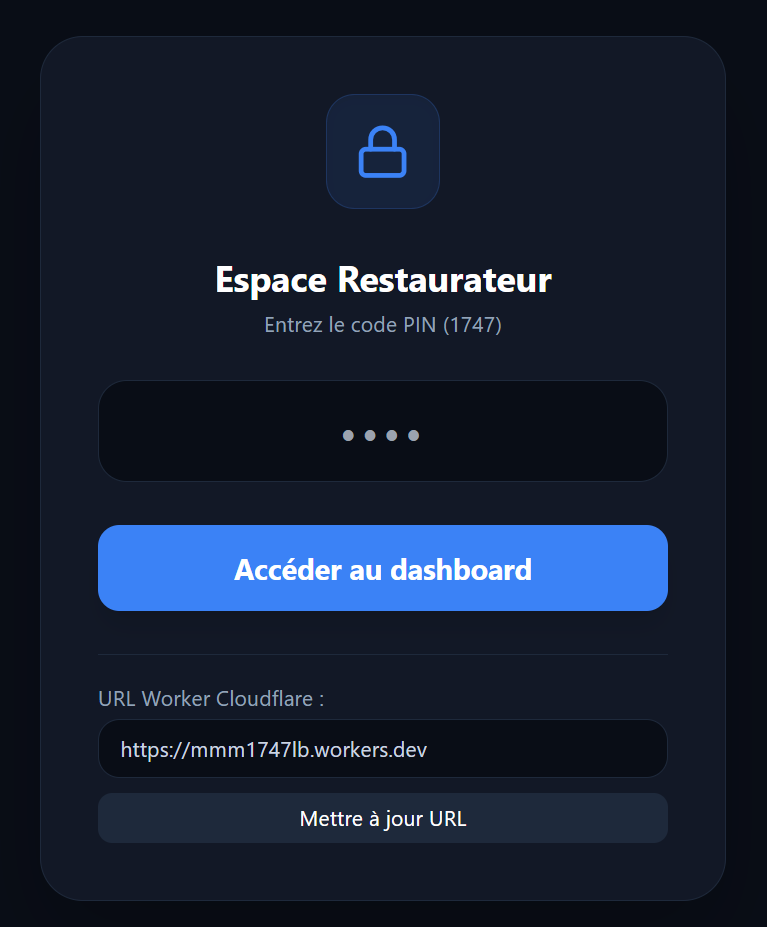 Espace Restaurateur
Entrez le code PIN (1747)
••••
Accéder au dashboard
URL Worker Cloudflare :
https://mmm1747lb.workers.dev
Mettre à jour URL